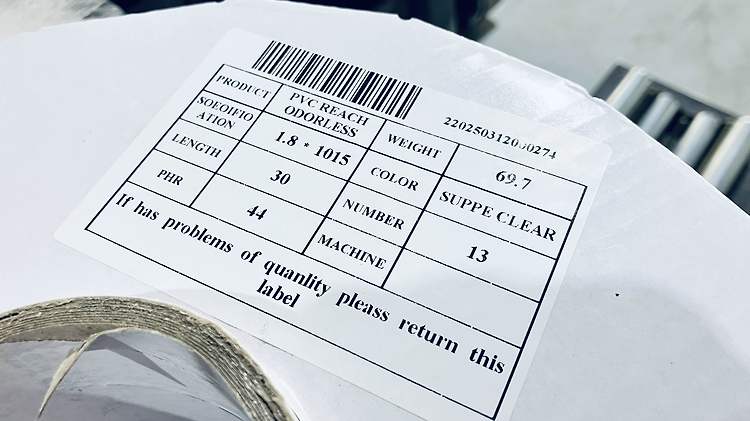 220250312000274
PRODUCT PVC REACH ODORLESS WEIGHT 69.7
SOEOIFIO ATION 1.8 * 1015 COLOR SUPPE CLEAR
LENGTH 30 NUMBER 13
PHR 44 MACHINE
If has problems of quanlity pleass return this
label